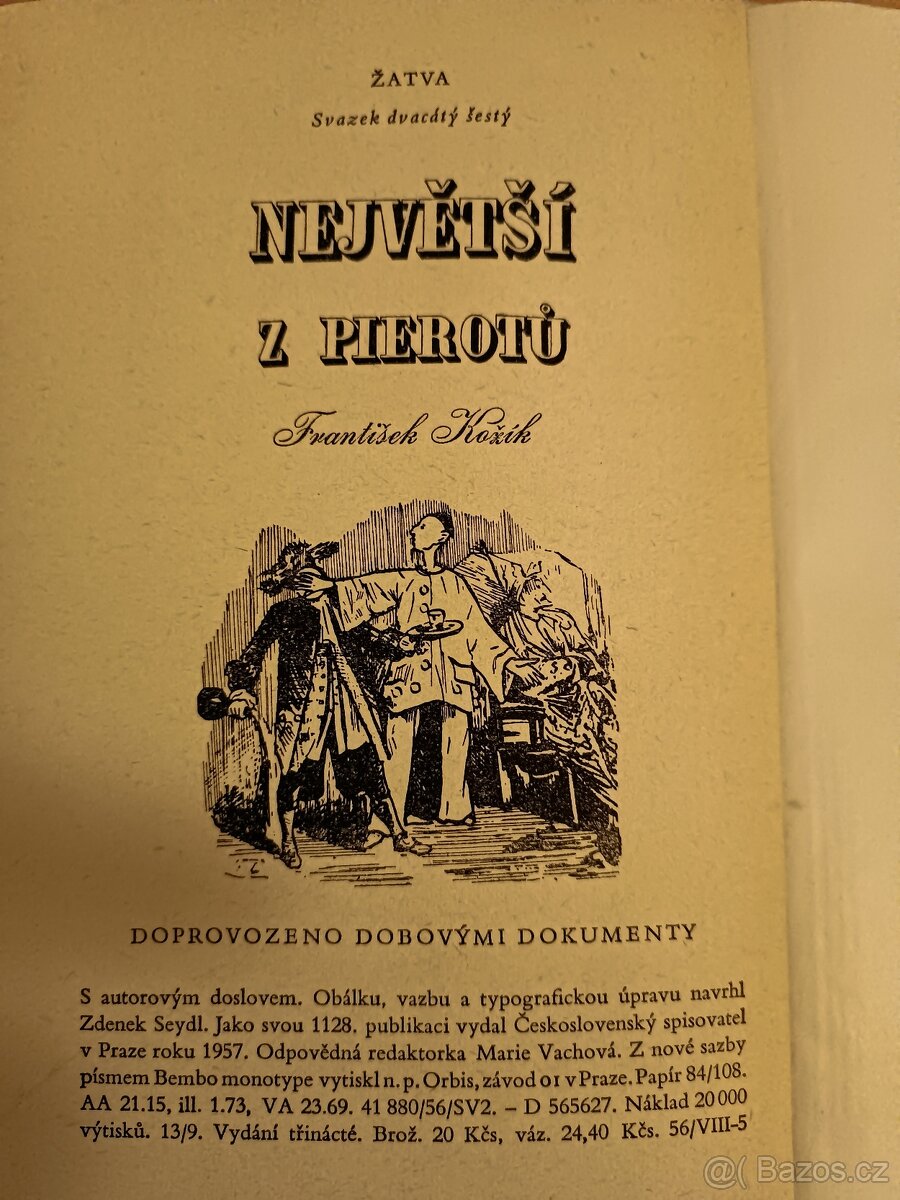 ŽATVA
Svazek dvacátý šestý
NEJVĚTŠÍ
Z PIEROTŮ
František Kožík
DOPROVOZENO DOBOVÝMI DOKUMENTY
S autorovým doslovem. Obálku, vazbu a typografickou úpravu navrhl
Zdenek Seydl. Jako svou 1128. publikaci vydal Československý spisovatel
v Praze roku 1957. Odpovědná redaktorka Marie Vachová. Z nové sazby
písmem Bembo monotype vytiskl n. p. Orbis, závod 01 v Praze. Papír 84/108.
AA 21.15, ill. 1.73, VA 23.69. 41 880/56/SV2. – D 565627. Náklad 20 000
výtisků. 13/9. Vydání třinácté. Brož. 20 Kčs, váz. 24,40 Kčs. 56/VIII-5
@( Bazos.cz